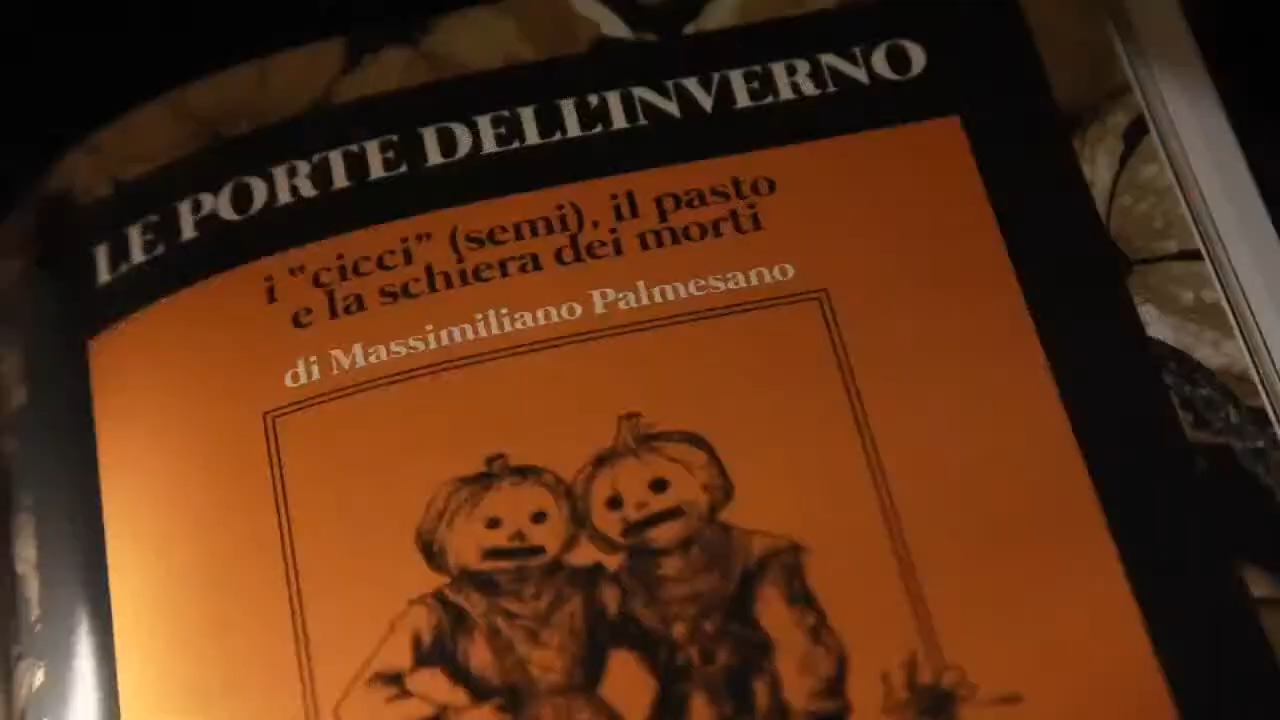 LE PORTE DELL'INVERNO
i "cicci" (semi), il pasto
e la schiera dei morti
di Massimiliano Palmesano